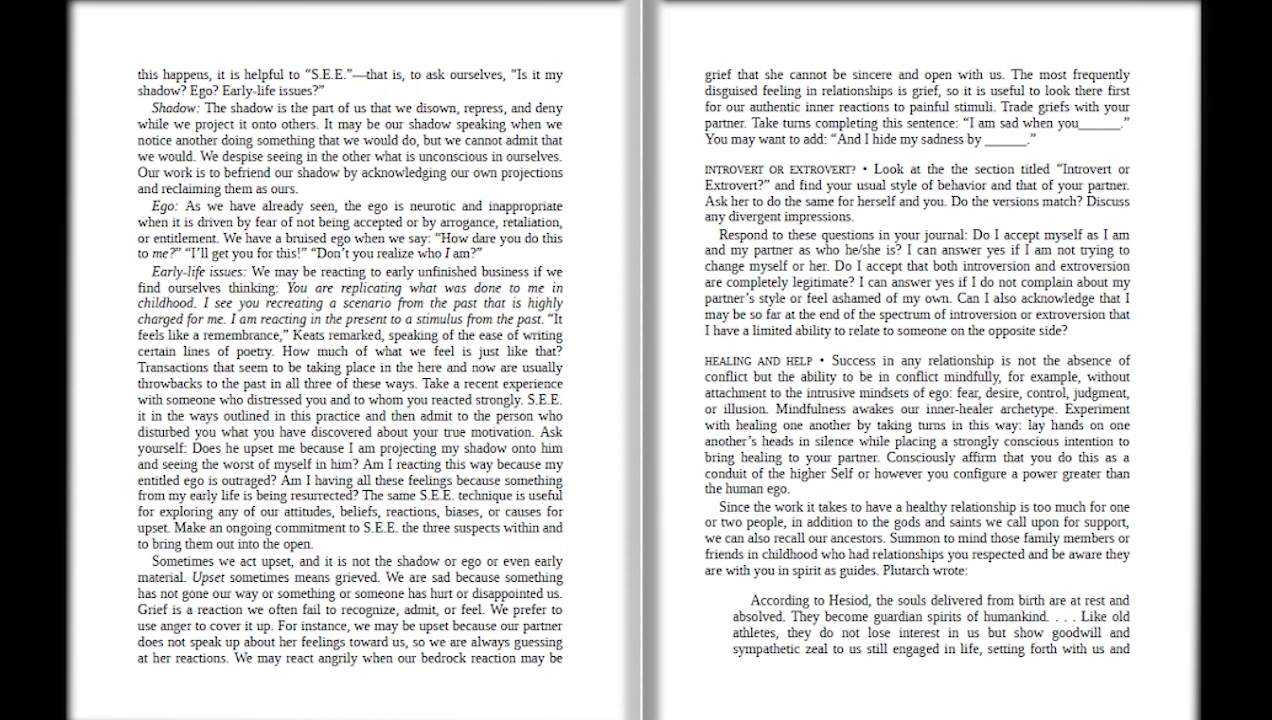 this happens, it is helpful to “S.E.E.”—that is, to ask ourselves, “Is it my
shadow? Ego? Early-life issues?”
Shadow: The shadow is the part of us that we disown, repress, and deny
while we project it onto others. It may be our shadow speaking when we
notice another doing something that we would do, but we cannot admit that
we would. We despise seeing in the other what is unconscious in ourselves.
Our work is to befriend our shadow by acknowledging our own projections
and reclaiming them as ours.
Ego: As we have already seen, the ego is neurotic and inappropriate
when it is driven by fear of not being accepted or by arrogance, retaliation,
or entitlement. We have a bruised ego when we say: “How dare you do this
to me?” “I’ll get you for this!” “Don’t you realize who I am?”
Early-life issues: We may be reacting to early unfinished business if we
find ourselves thinking: You are replicating what was done to me in
childhood. I see you recreating a scenario from the past that is highly
charged for me. I am reacting in the present to a stimulus from the past. “It
feels like a remembrance,” Keats remarked, speaking of the ease of writing
certain lines of poetry. How much of what we feel is just like that?
Transactions that seem to be taking place in the here and now are usually
throwbacks to the past in all three of these ways. Take a recent experience
with someone who distressed you and to whom you reacted strongly. S.E.E.
it in the ways outlined in this practice and then admit to the person who
disturbed you what you have discovered about your true motivation. Ask
yourself: Does he upset me because I am projecting my shadow onto him
and seeing the worst of myself in him? Am I reacting this way because my
entitled ego is outraged? Am I having all these feelings because something
from my early life is being resurrected? The same S.E.E. technique is useful
for exploring any of our attitudes, beliefs, reactions, biases, or causes for
upset. Make an ongoing commitment to S.E.E. the three suspects within and
to bring them out into the open.
Sometimes we act upset, and it is not the shadow or ego or even early
material. Upset sometimes means grieved. We are sad because something
has not gone our way or something or someone has hurt or disappointed us.
Grief is a reaction we often fail to recognize, admit, or feel. We prefer to
use anger to cover it up. For instance, we may be upset because our partner
does not speak up about her feelings toward us, so we are always guessing
at her reactions. We may react angrily when our bedrock reaction may be
grief that she cannot be sincere and open with us. The most frequently
disguised feeling in relationships is grief, so it is useful to look there first
for our authentic inner reactions to painful stimuli. Trade griefs with your
partner. Take turns completing this sentence: “I am sad when you______.”
You may want to add: “And I hide my sadness by ______.”
INTROVERT OR EXTROVERT? • Look at the the section titled “Introvert or
Extrovert?” and find your usual style of behavior and that of your partner.
Ask her to do the same for herself and you. Do the versions match? Discuss
any divergent impressions.
Respond to these questions in your journal: Do I accept myself as I am
and my partner as who he/she is? I can answer yes if I am not trying to
change myself or her. Do I accept that both introversion and extroversion
are completely legitimate? I can answer yes if I do not complain about my
partner’s style or feel ashamed of my own. Can I also acknowledge that I
may be so far at the end of the spectrum of introversion or extroversion that
I have a limited ability to relate to someone on the opposite side?
HEALING AND HELP • Success in any relationship is not the absence of
conflict but the ability to be in conflict mindfully, for example, without
attachment to the intrusive mindsets of ego: fear, desire, control, judgment,
or illusion. Mindfulness awakes our inner-healer archetype. Experiment
with healing one another by taking turns in this way: lay hands on one
another’s heads in silence while placing a strongly conscious intention to
bring healing to your partner. Consciously affirm that you do this as a
conduit of the higher Self or however you configure a power greater than
the human ego.
Since the work it takes to have a healthy relationship is too much for one
or two people, in addition to the gods and saints we call upon for support,
we can also recall our ancestors. Summon to mind those family members or
friends in childhood who had relationships you respected and be aware they
are with you in spirit as guides. Plutarch wrote:
According to Hesiod, the souls delivered from birth are at rest and
absolved. They become guardian spirits of humankind. . . . Like old
athletes, they do not lose interest in us but show goodwill and
sympathetic zeal to us still engaged in life, setting forth with us and